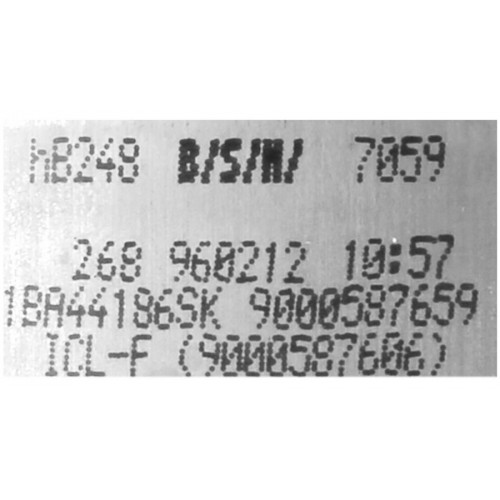 hB248 B/S/H/ 7059
268 960212 10:57
1BA44186SK 9000587659
ICL-F (9000587606)